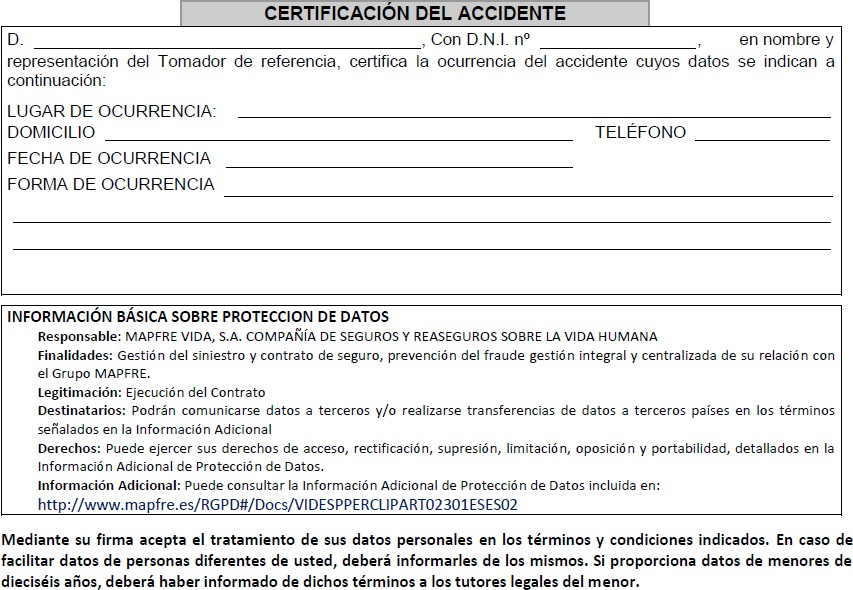 CERTIFICACIÓN DEL ACCIDENTE
D. ________________________________, Con D.N.I. nº ________________, en nombre y
representación del Tomador de referencia, certifica la ocurrencia del accidente cuyos datos se indican a
continuación:
LUGAR DE OCURRENCIA:
DOMICILIO ________________________________ TELÉFONO ________________
FECHA DE OCURRENCIA
FORMA DE OCURRENCIA
INFORMACIÓN BÁSICA SOBRE PROTECCION DE DATOS
Responsable: MAPFRE VIDA, S.A. COMPAÑÍA DE SEGUROS Y REASEGUROS SOBRE LA VIDA HUMANA
Finalidades: Gestión del siniestro y contrato de seguro, prevención del fraude gestión integral y centralizada de su relación con
el Grupo MAPFRE.
Legitimación: Ejecución del Contrato
Destinatarios: Podrán comunicarse datos a terceros y/o realizarse transferencias de datos a terceros países en los términos
señalados en la Información Adicional
Derechos: Puede ejercer sus derechos de acceso, rectificación, supresión, limitación, oposición y portabilidad, detallados en la
Información Adicional de Protección de Datos.
Información Adicional: Puede consultar la Información Adicional de Protección de Datos incluida en:
http://www.mapfre.es/RGPD#/Docs/VIDESPPERCLIPART02301ESES02
Mediante su firma acepta el tratamiento de sus datos personales en los términos y condiciones indicados. En caso de
facilitar datos de personas diferentes de usted, deberá informarles de los mismos. Si proporciona datos de menores de
dieciséis años, deberá haber informado de dichos términos a los tutores legales del menor.